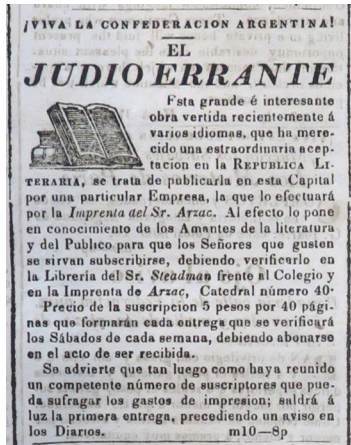 ¡VIVA LA CONFEDERACION ARGENTINA!
EL
JUDIO ERRANTE
Esta grande é interesante
obra vertida recientemente á
varios idiomas, que ha mere-
cido una estraordinaria acep-
tacion en la REPUBLICA LI-
TERARIA, se trata de publicarla en esta Capital
por una particular Empresa, la que lo efectuará
por la Imprenta del Sr. Arzac. Al efecto lo pone
en conocimiento de los Amantes de la literatura
y del Publico para que los Señores que gusten
se sirvan subscribirse, debiendo verificarlo en
la Librería del Sr. Steadman frente al Colegio y
en la Imprenta de Arzac, Catedral número 40.
Precio de la suscripcion 5 pesos por 40 pági-
nas que formarán cada entrega que se verificará
los Sábados de cada semana, debiendo abonarse
en el acto de ser recibida.
Se advierte que tan luego como haya reunido
un competente número de suscriptores que pue-
da sufragar los gastos de impresion; saldrá á
luz la primera entrega, precediendo un aviso en
los Diarios. m10—8p